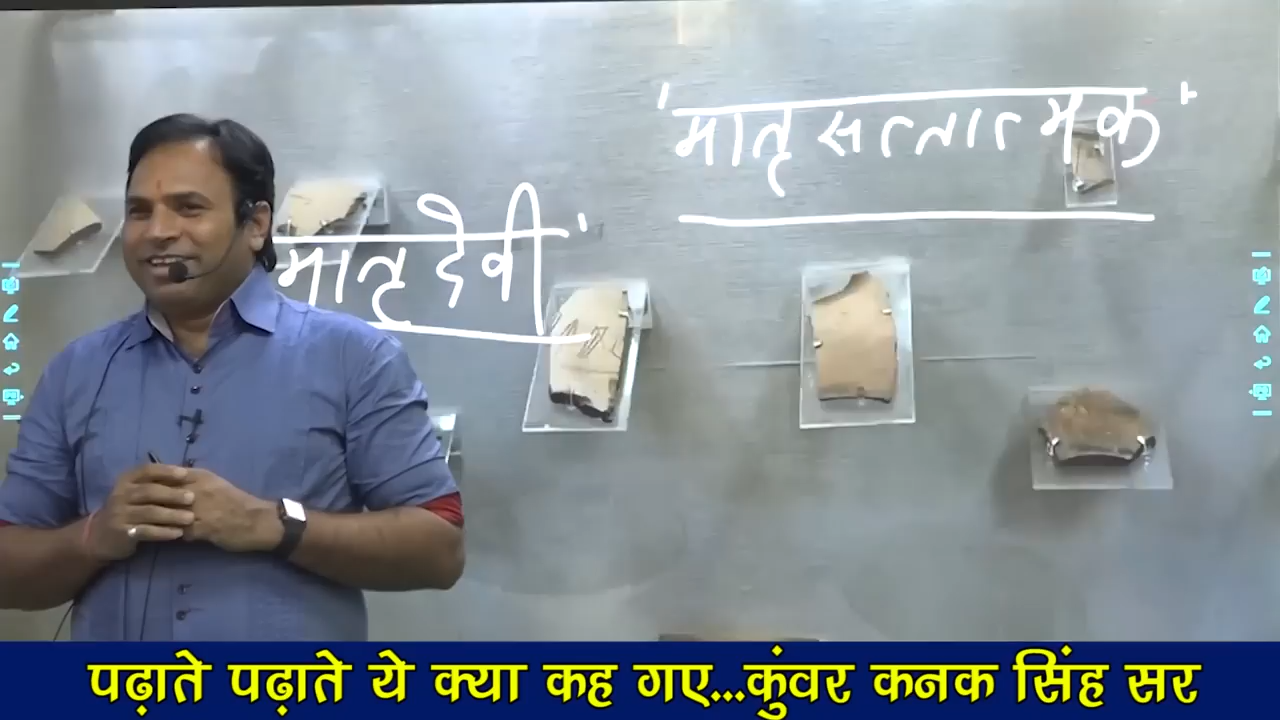 'मातृसत्तात्मक'
मातृदेवी'
पढ़ाते पढ़ाते ये क्या कह गए...कुंवर कनक सिंह सर